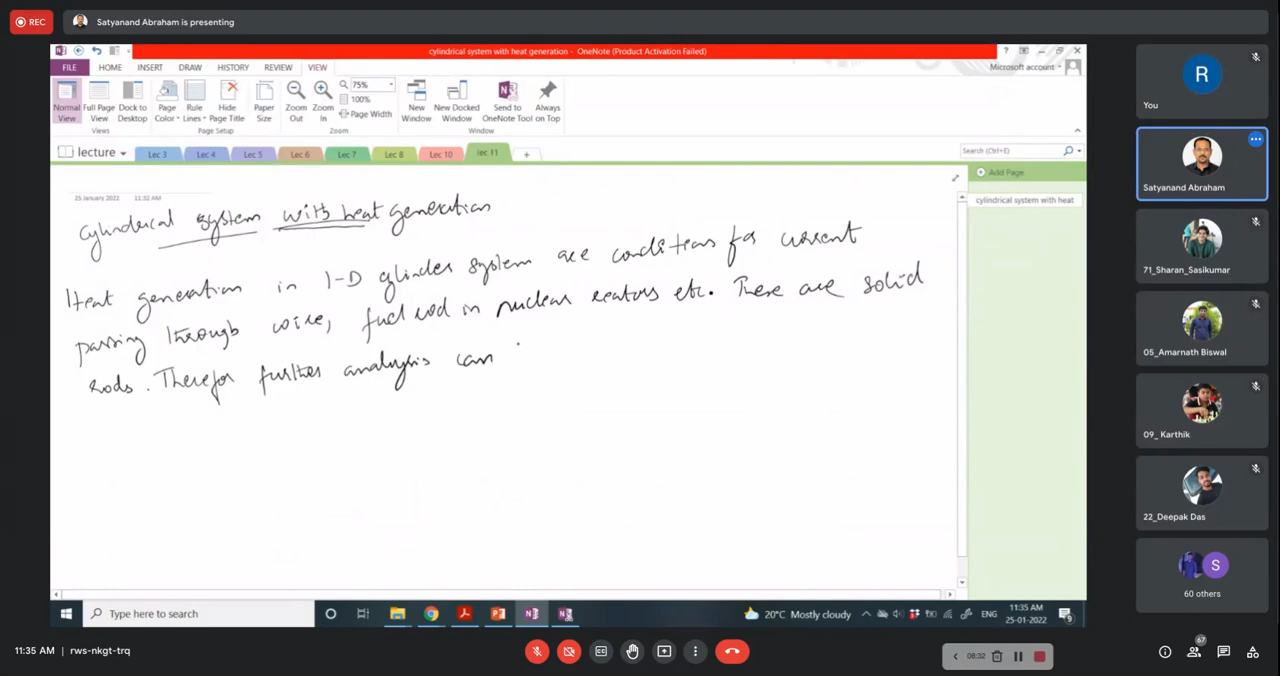 REC
Satyanand Abraham is presenting
cylindrical system with heat generation - OneNote (Product Activation Failed)
FILE HOME INSERT DRAW HISTORY REVIEW VIEW
Microsoft account
Normal View
Full Page View
Dock to Desktop
Page Color
Rule Lines
Hide Page Title
Paper Size
Zoom Out
Zoom In
75%
100%
Page Width
New Window
New Docked Window
Send to OneNote Tool
Always on Top
Views Page Setup Zoom Window
lecture
Lec 3 Lec 4 Lec 5 Lec 6 Lec 7 Lec 8 Lec 10 lec 11
Search (Ctrl+E)
Add Page
cylindrical system with heat
25 January 2022 11:32 AM
Cylinderical system with heat generation
Heat generation in 1-D cylinder system are conditions for current
passing through wire, fuel rod in nuclear reators etc. These are solid
rods. Therefor further analysis can
You
R
Satyanand Abraham
71_Sharan_Sasikumar
05_Amarnath Biswal
09_ Karthik
22_Deepak Das
S
60 others
Type here to search
20°C Mostly cloudy
ENG
11:35 AM
25-01-2022
9
11:35 AM | rws-nkgt-trq
08:32
67